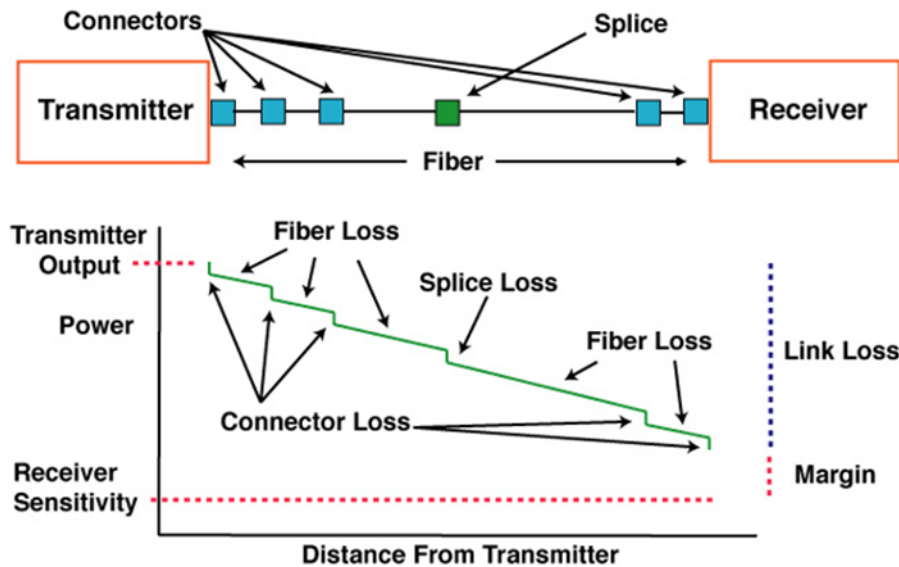 Connectors
Splice
Transmitter
Receiver
Fiber
Transmitter
Output
Fiber Loss
Splice Loss
Power
Fiber Loss
Link Loss
Connector Loss
Receiver
Sensitivity
Margin
Distance From Transmitter